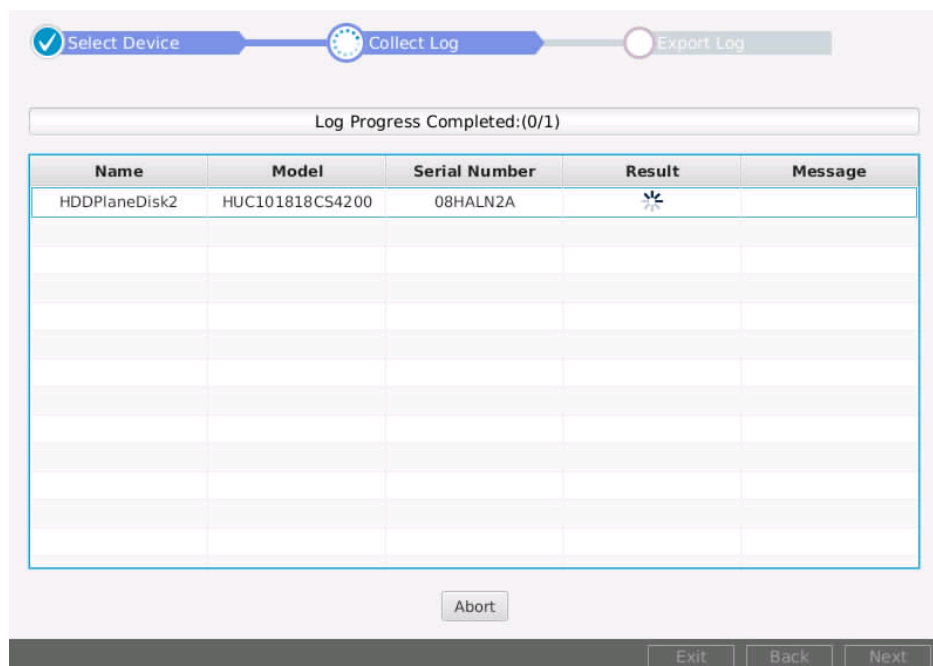 Select Device Collect Log Export Log
Log Progress Completed:(0/1)
Name Model Serial Number Result Message
HDDPlaneDisk2 HUC101818CS4200 08HALN2A
Abort
Exit Back Next